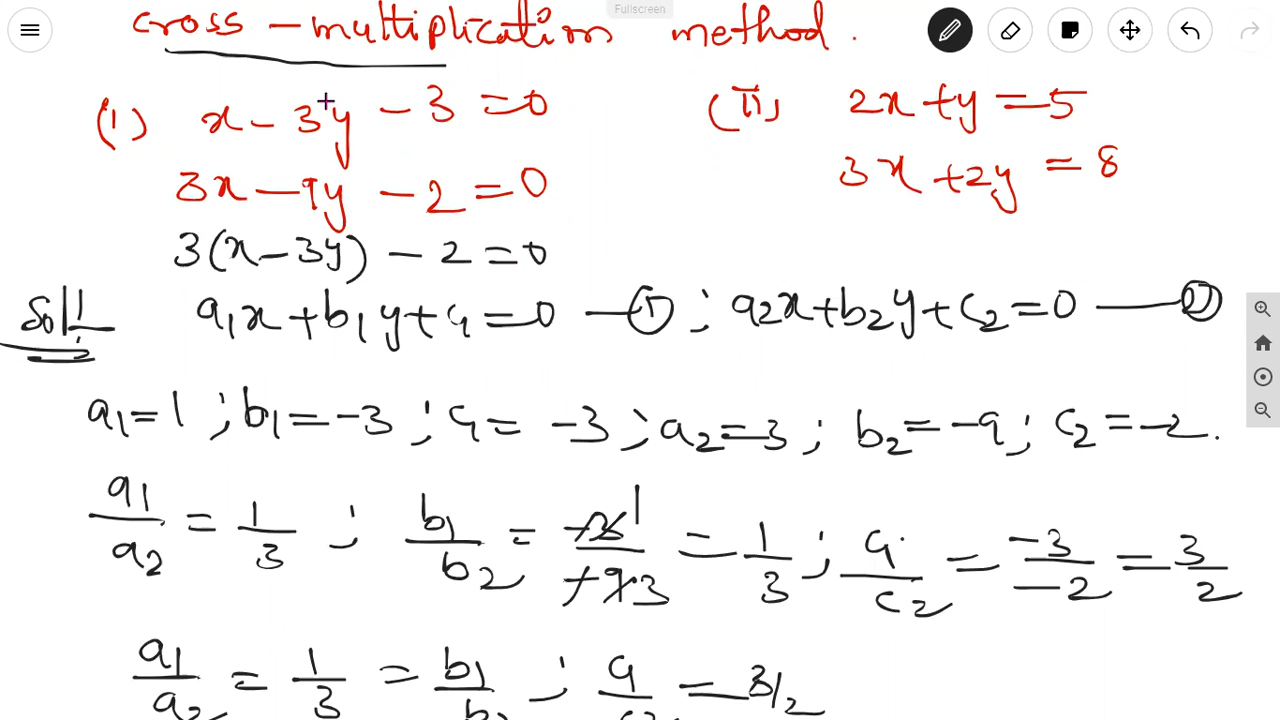 Fullscreen
cross - multiplication method.
(i) x - 3y - 3 = 0 (ii) 2x + y = 5
3x - 9y - 2 = 0 3x + 2y = 8
3(x - 3y) - 2 = 0
Sol! a1x + b1y + c1 = 0 — ① ; a2x + b2y + c2 = 0 — ②
a1 = 1 ; b1 = -3 ; c1 = -3 ; a2 = 3 ; b2 = -9 ; c2 = -2.
a1/a2 = 1/3 ; b1/b2 = -3 1/-9 3 = 1/3 ; c1/c2 = -3/-2 = 3/2
a1/a2 = 1/3 = b1/b2 ; c1/c2 = 3/2